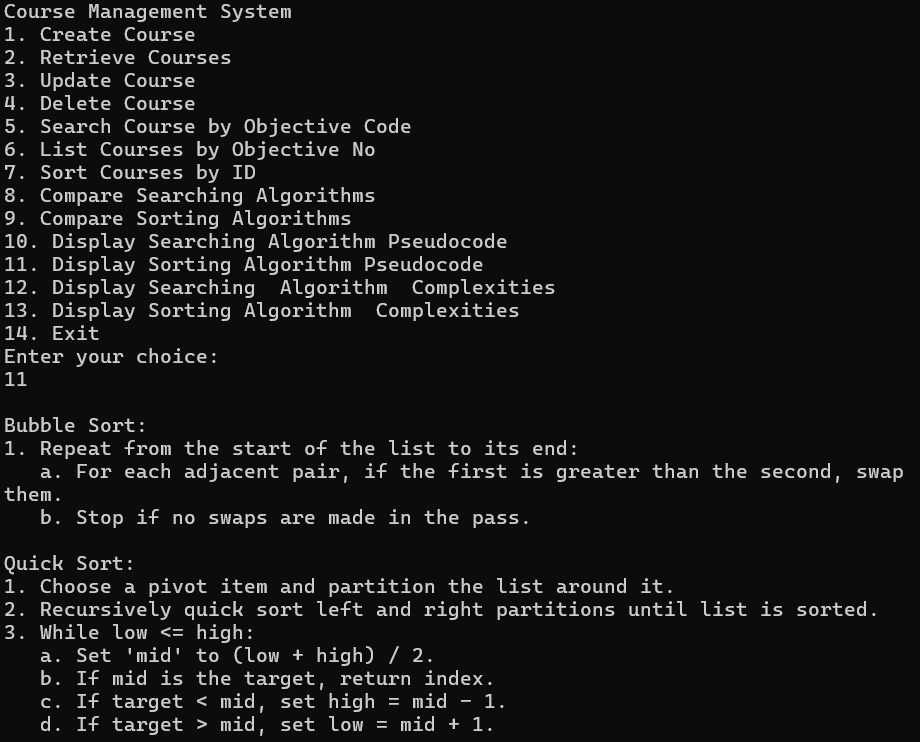 Course Management System
1. Create Course
2. Retrieve Courses
3. Update Course
4. Delete Course
5. Search Course by Objective Code
6. List Courses by Objective No
7. Sort Courses by ID
8. Compare Searching Algorithms
9. Compare Sorting Algorithms
10. Display Searching Algorithm Pseudocode
11. Display Sorting Algorithm Pseudocode
12. Display Searching  Algorithm  Complexities
13. Display Sorting Algorithm  Complexities
14. Exit
Enter your choice:
11

Bubble Sort:
1. Repeat from the start of the list to its end:
   a. For each adjacent pair, if the first is greater than the second, swap
them.
   b. Stop if no swaps are made in the pass.

Quick Sort:
1. Choose a pivot item and partition the list around it.
2. Recursively quick sort left and right partitions until list is sorted.
3. While low <= high:
   a. Set 'mid' to (low + high) / 2.
   b. If mid is the target, return index.
   c. If target < mid, set high = mid - 1.
   d. If target > mid, set low = mid + 1.